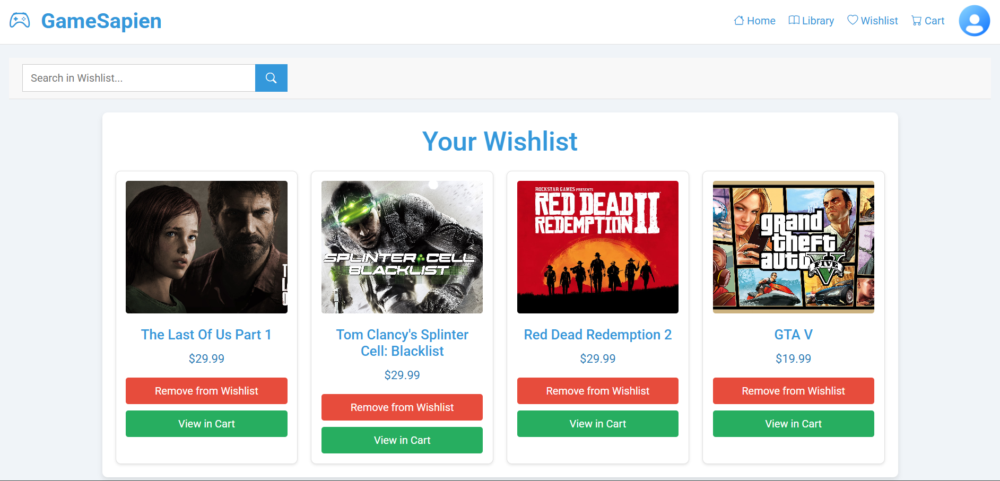 GameSapien
Home
Library
Wishlist
Cart
Search in Wishlist...
Your Wishlist
ROCKSTAR GAMES PRESENTS
RED DEAD
REDEMPTION II
SPLINTER CELL
BLACKLIST
grand
theft
auto V
FIVE
The Last Of Us Part 1
$29.99
Remove from Wishlist
View in Cart
Tom Clancy's Splinter
Cell: Blacklist
$29.99
Remove from Wishlist
View in Cart
Red Dead Redemption 2
$29.99
Remove from Wishlist
View in Cart
GTA V
$19.99
Remove from Wishlist
View in Cart